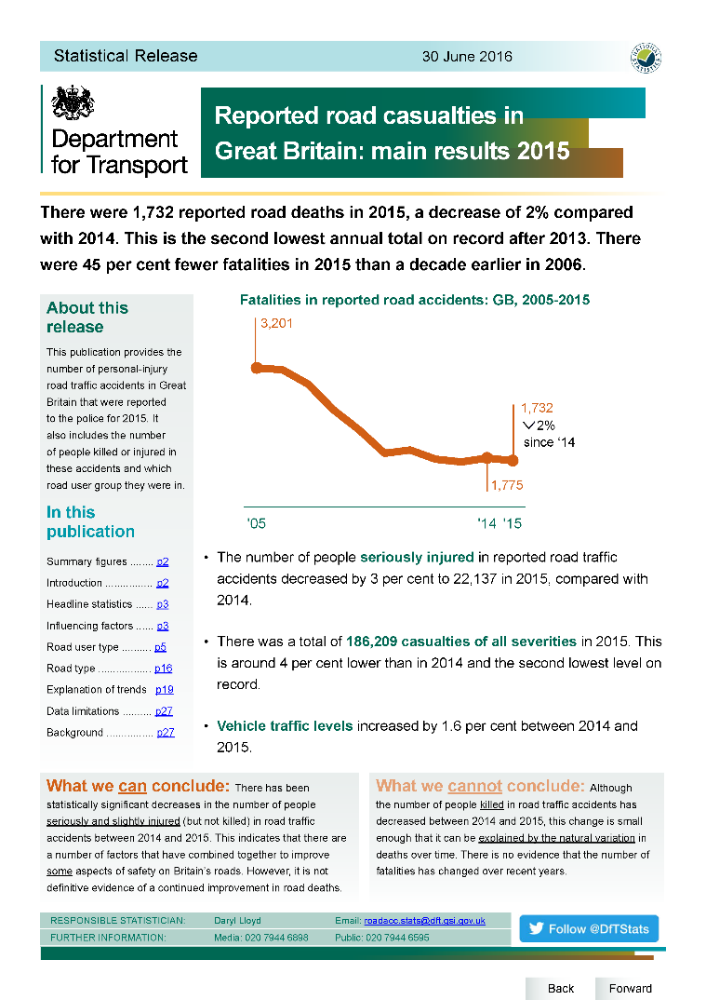 Statistical Release
30 June 2016
NATIONAL STATISTICS
Department
for Transport
Reported road casualties in
Great Britain: main results 2015
There were 1,732 reported road deaths in 2015, a decrease of 2% compared
with 2014. This is the second lowest annual total on record after 2013. There
were 45 per cent fewer fatalities in 2015 than a decade earlier in 2006.
About this
release
This publication provides the
number of personal-injury
road traffic accidents in Great
Britain that were reported
to the police for 2015. It
also includes the number
of people killed or injured in
these accidents and which
road user group they were in.
In this
publication
Summary figures ........ p2
Introduction ................ p2
Headline statistics ...... p3
Influencing factors ...... p3
Road user type .......... p5
Road type .................. p16
Explanation of trends p19
Data limitations .......... p27
Background ................ p27
Fatalities in reported road accidents: GB, 2005-2015
3,201
1,732
2%
since ‘14
1,775
'05
'14 '15
• The number of people seriously injured in reported road traffic
accidents decreased by 3 per cent to 22,137 in 2015, compared with
2014.
• There was a total of 186,209 casualties of all severities in 2015. This
is around 4 per cent lower than in 2014 and the second lowest level on
record.
• Vehicle traffic levels increased by 1.6 per cent between 2014 and
2015.
What we can conclude: There has been
statistically significant decreases in the number of people
seriously and slightly injured (but not killed) in road traffic
accidents between 2014 and 2015. This indicates that there are
a number of factors that have combined together to improve
some aspects of safety on Britain's roads. However, it is not
definitive evidence of a continued improvement in road deaths.
What we cannot conclude: Although
the number of people killed in road traffic accidents has
decreased between 2014 and 2015, this change is small
enough that it can be explained by the natural variation in
deaths over time. There is no evidence that the number of
fatalities has changed over recent years.
RESPONSIBLE STATISTICIAN: Daryl Lloyd Email: roadacc.stats@dft.gsi.gov.uk
FURTHER INFORMATION: Media: 020 7944 6898 Public: 020 7944 6595
Follow @DfTStats
Back
Forward